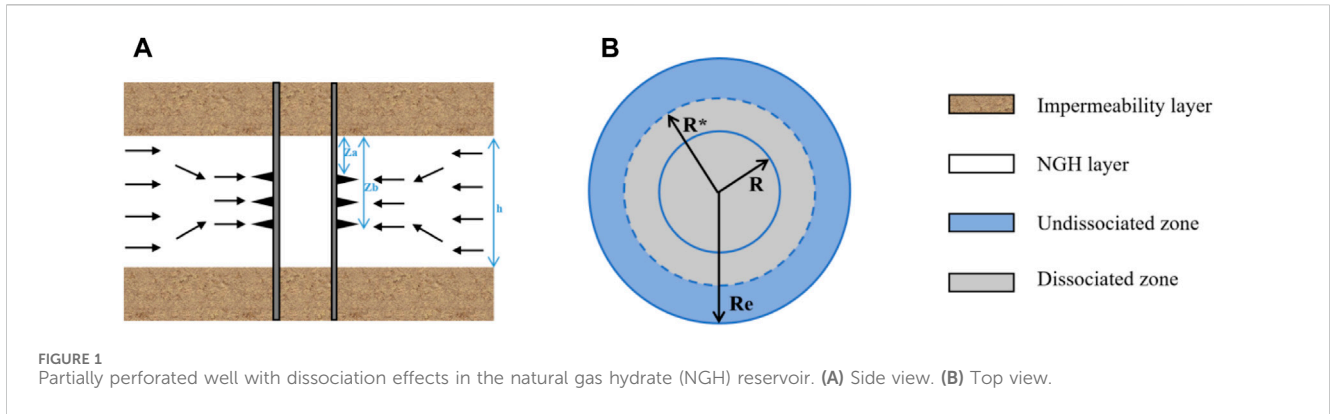 A
B
Za
Zb
h
R*
R
Re
Impermeability layer
NGH layer
Undissociated zone
Dissociated zone
FIGURE 1
Partially perforated well with dissociation effects in the natural gas hydrate (NGH) reservoir. (A) Side view. (B) Top view.